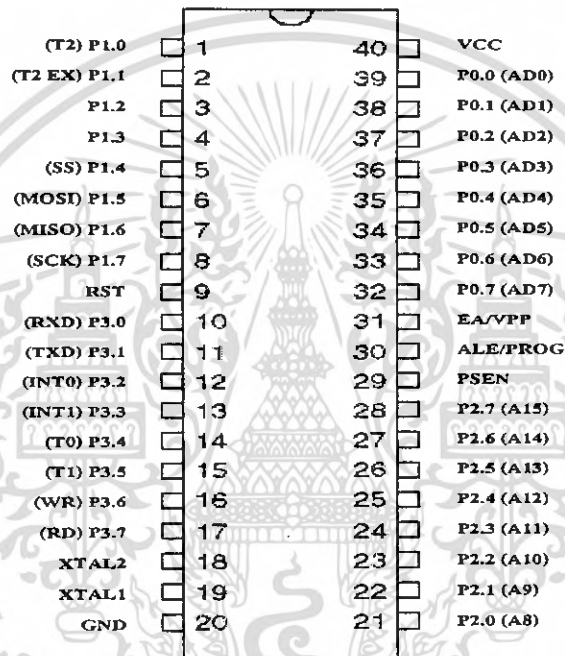 (T2) P1.0 1 40 VCC
(T2 EX) P1.1 2 39 P0.0 (AD0)
P1.2 3 38 P0.1 (AD1)
P1.3 4 37 P0.2 (AD2)
(SS) P1.4 5 36 P0.3 (AD3)
(MOSI) P1.5 6 35 P0.4 (AD4)
(MISO) P1.6 7 34 P0.5 (AD5)
(SCK) P1.7 8 33 P0.6 (AD6)
RST 9 32 P0.7 (AD7)
(RXD) P3.0 10 31 EA/VPP
(TXD) P3.1 11 30 ALE/PROG
(INT0) P3.2 12 29 PSEN
(INT1) P3.3 13 28 P2.7 (A15)
(T0) P3.4 14 27 P2.6 (A14)
(T1) P3.5 15 26 P2.5 (A13)
(WR) P3.6 16 25 P2.4 (A12)
(RD) P3.7 17 24 P2.3 (A11)
XTAL2 18 23 P2.2 (A10)
XTAL1 19 22 P2.1 (A9)
GND 20 21 P2.0 (A8)